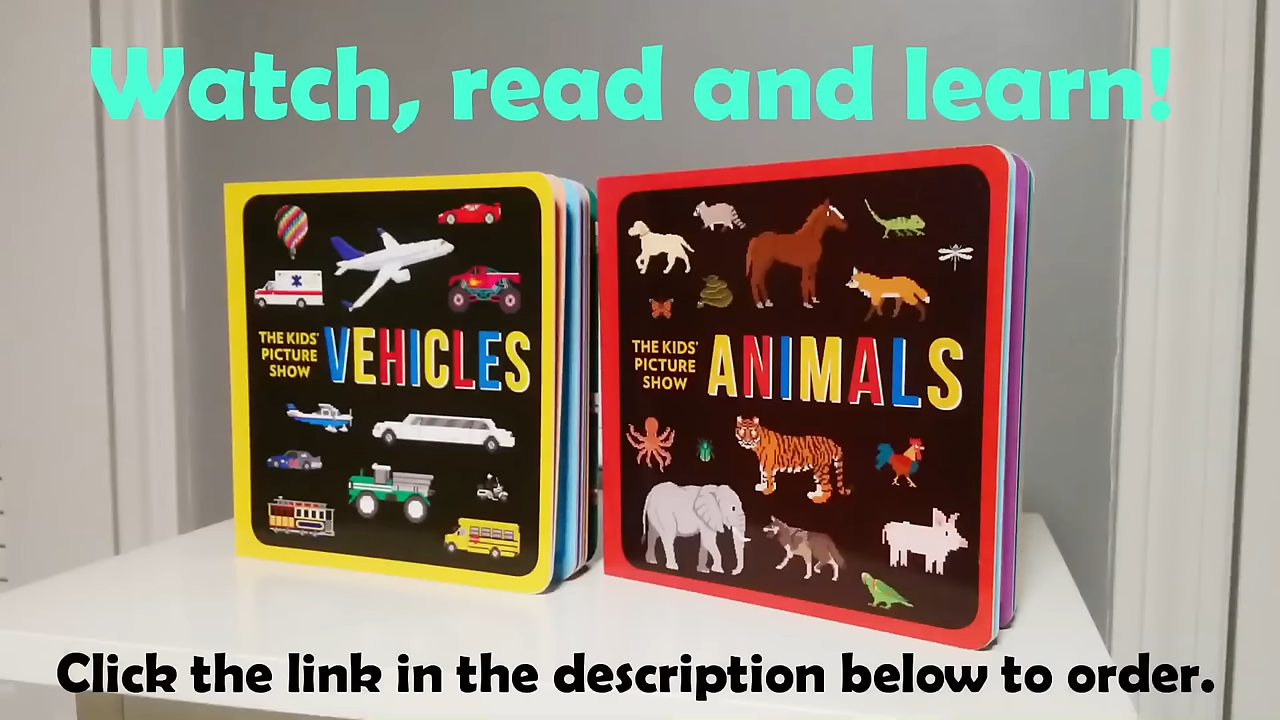 Watch, read and learn!
THE KIDS'
PICTURE
SHOW
VEHICLES
THE KIDS'
PICTURE
SHOW
ANIMALS
Click the link in the description below to order.